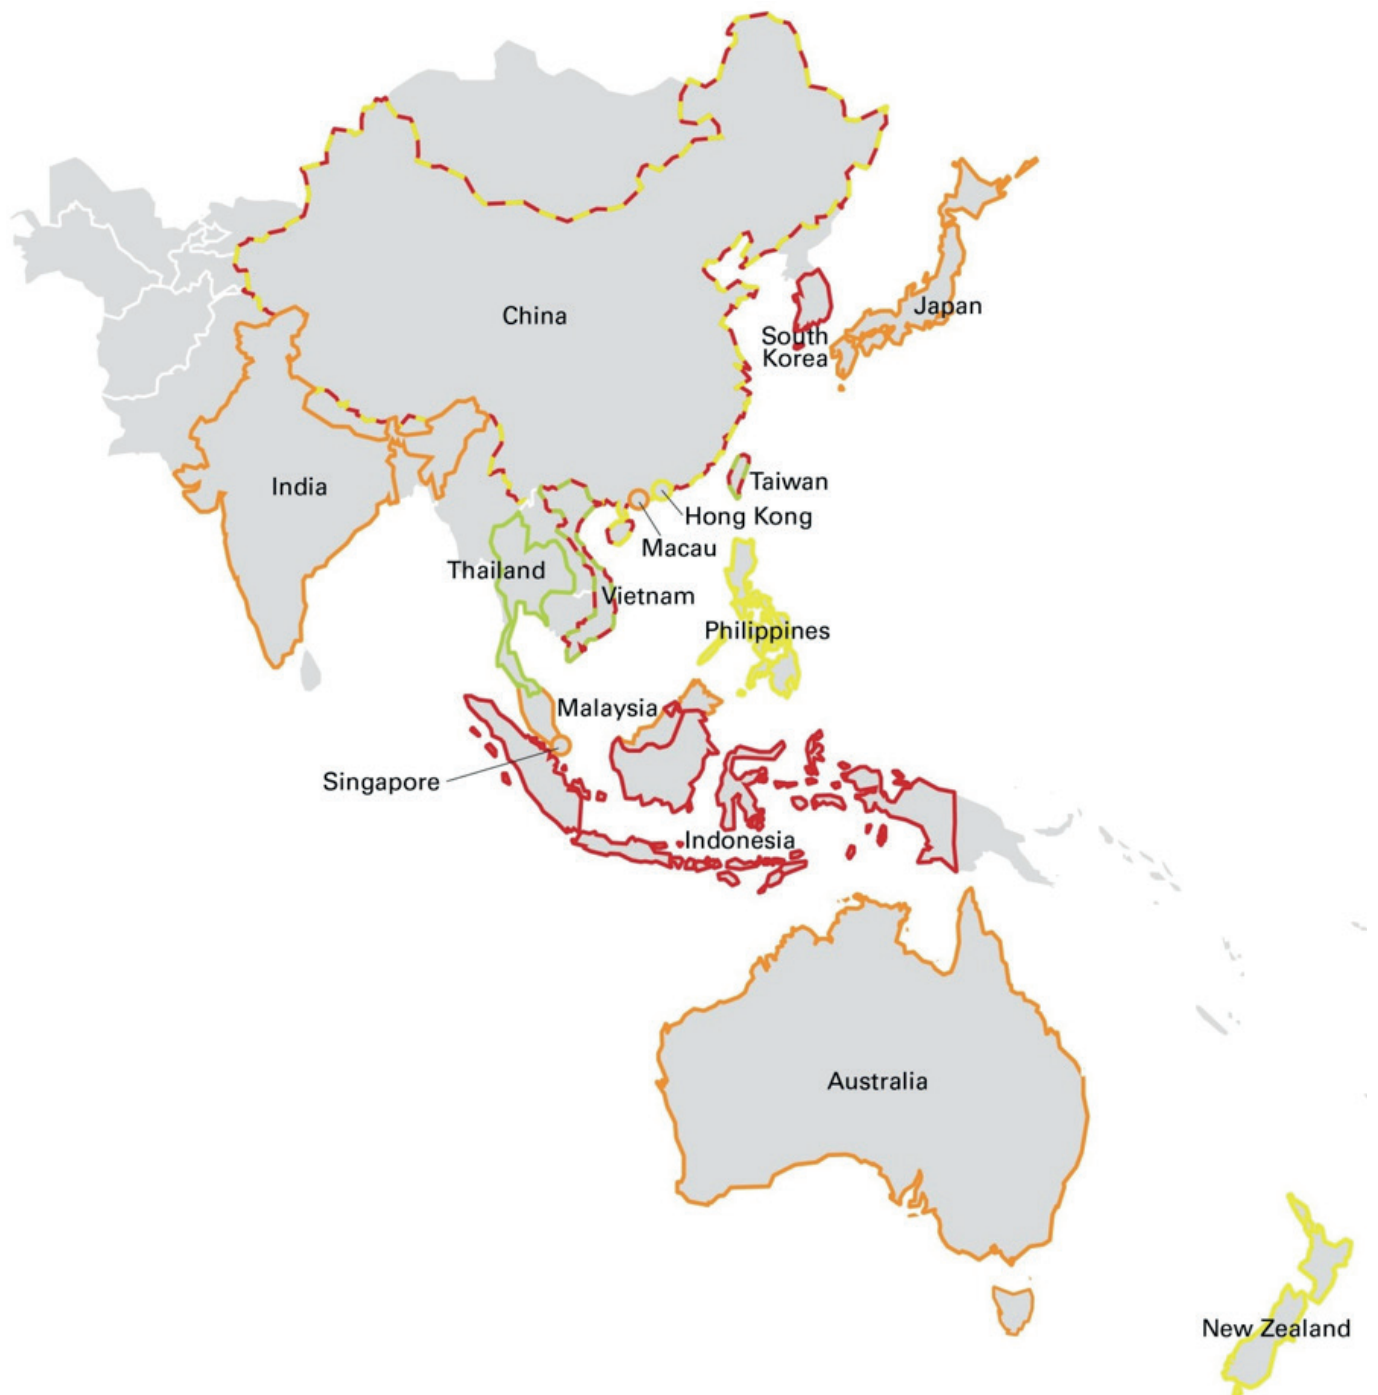 China
Japan
South
Korea
India
Taiwan
Hong Kong
Macau
Thailand
Vietnam
Philippines
Malaysia
Singapore
Indonesia
Australia
New Zealand